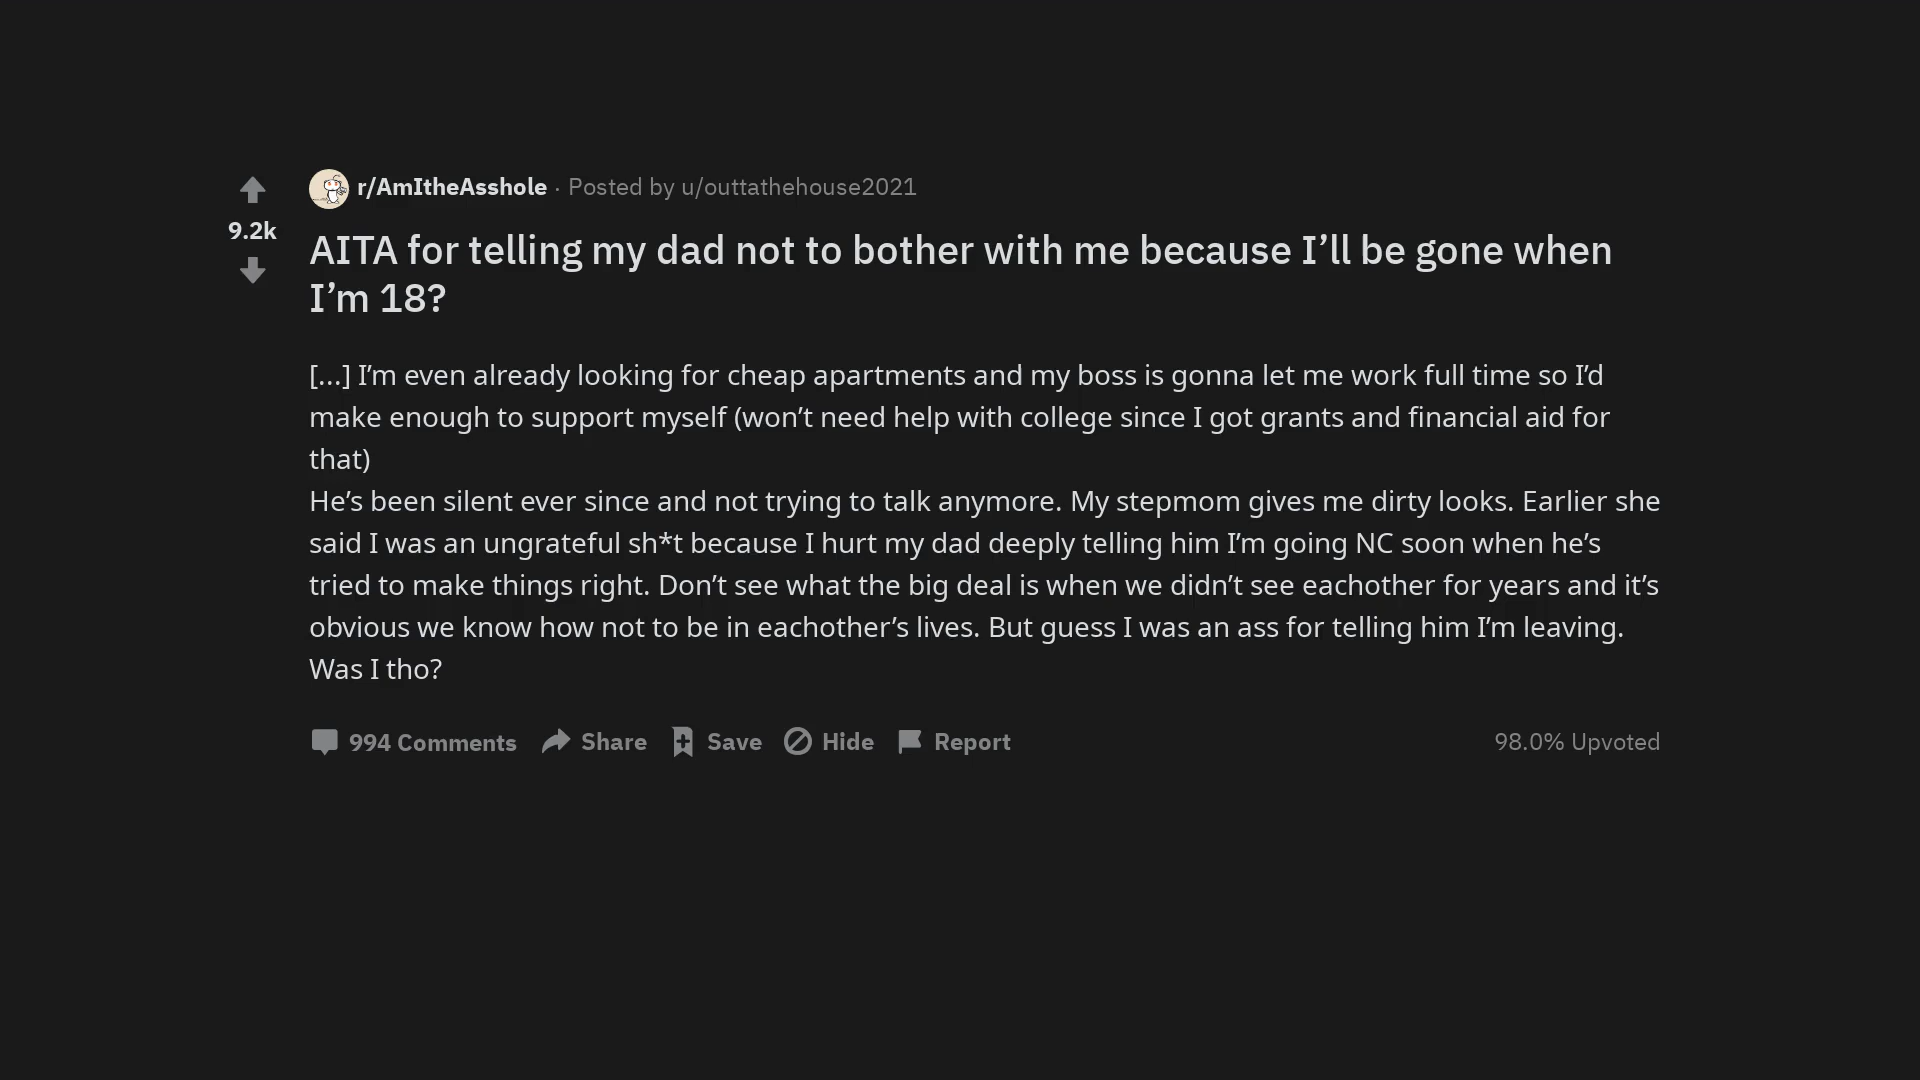 r/AmItheAsshole · Posted by u/outtathehouse2021
9.2k
AITA for telling my dad not to bother with me because I’ll be gone when
I’m 18?
[...] I’m even already looking for cheap apartments and my boss is gonna let me work full time so I’d
make enough to support myself (won’t need help with college since I got grants and financial aid for
that)
He’s been silent ever since and not trying to talk anymore. My stepmom gives me dirty looks. Earlier she
said I was an ungrateful sh*t because I hurt my dad deeply telling him I’m going NC soon when he’s
tried to make things right. Don’t see what the big deal is when we didn’t see eachother for years and it’s
obvious we know how not to be in eachother’s lives. But guess I was an ass for telling him I’m leaving.
Was I tho?
994 Comments Share Save Hide Report 98.0% Upvoted